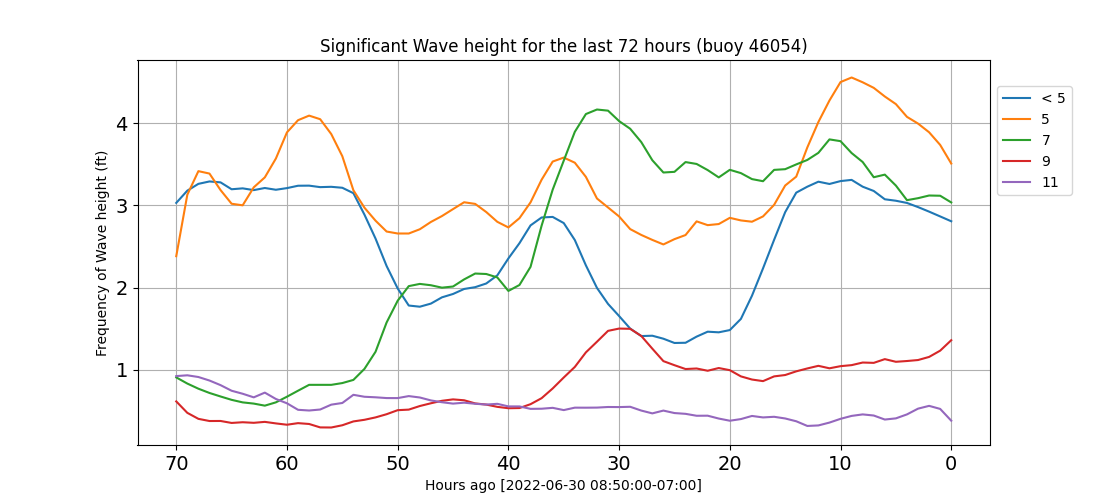 Significant Wave height for the last 72 hours (buoy 46054)
Frequency of Wave height (ft)
4
3
2
1
70 60 50 40 30 20 10 0
Hours ago [2022-06-30 08:50:00-07:00]
< 5
5
7
9
11